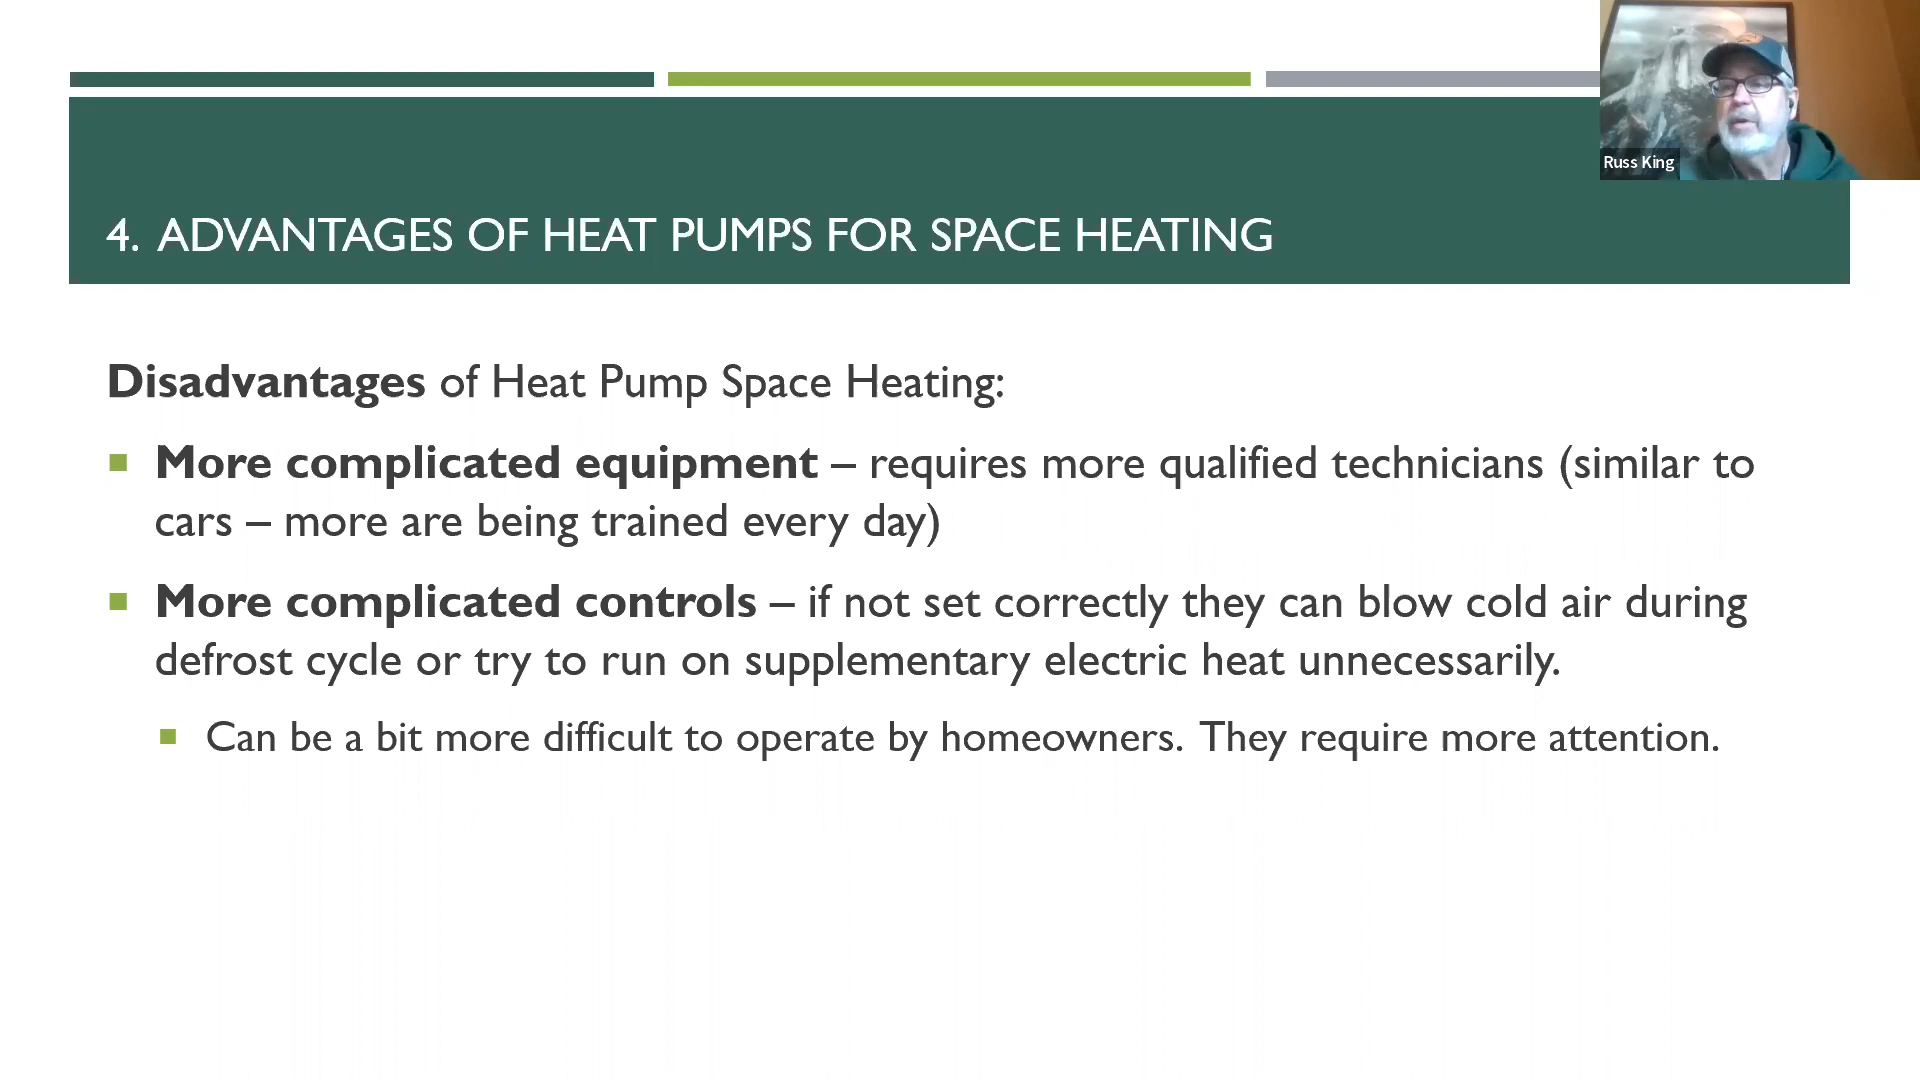 Russ King
4. ADVANTAGES OF HEAT PUMPS FOR SPACE HEATING
Disadvantages of Heat Pump Space Heating:
More complicated equipment – requires more qualified technicians (similar to
cars – more are being trained every day)
More complicated controls – if not set correctly they can blow cold air during
defrost cycle or try to run on supplementary electric heat unnecessarily.
Can be a bit more difficult to operate by homeowners. They require more attention.